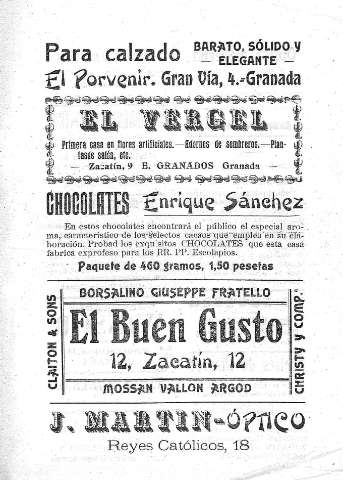 Para calzado BARATO, SÓLIDO Y
— ELEGANTE —
El Porvenir. Gran Vía, 4.-Granada
EL VERGEL
Primera casa en flores artificiales.—Adornos de sombreros.—Plan-
tas salón, etc.
— Zacatín, 9 E. GRANADOS Granada —
CHOCOLATES Enrique Sánchez
En estos chocolates encontrará el público el especial aro-
ma, característico de los selectos cacaos que empleo en su ela-
boración. Probad los exquisitos CHOCOLATES que esta casa
fabrica exprofeso para los RR. PP. Escolapios.
Paquete de 460 gramos, 1,50 pesetas
BORSALINO GIUSEPPE FRATELLO
CLAITON & SONS
El Buen Gusto
12, Zacatín, 12
CHRISTY y COMP.ª
MOSSAN VALLON ARGOD
J. MARTIN-ÓPTICO
Reyes Católicos, 18